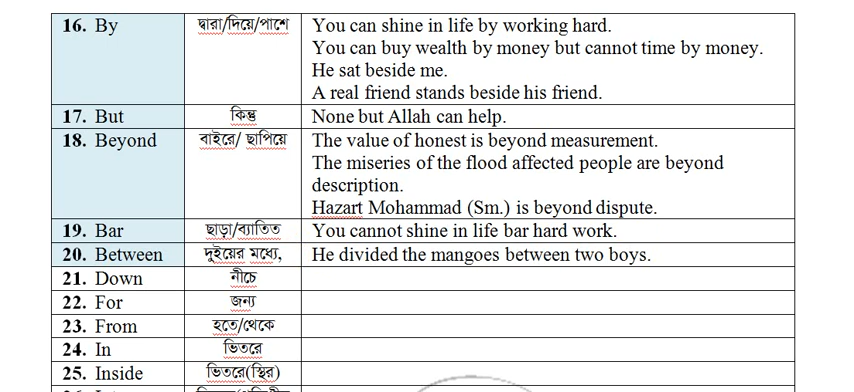 16. By দ্বারা/দিয়ে/পাশে You can shine in life by working hard.
You can buy wealth by money but cannot time by money.
He sat beside me.
A real friend stands beside his friend.
17. But কিন্তু None but Allah can help.
18. Beyond বাইরে/ ছাপিয়ে The value of honest is beyond measurement.
The miseries of the flood affected people are beyond
description.
Hazart Mohammad (Sm.) is beyond dispute.
19. Bar ছাড়া/ব্যাতিত You cannot shine in life bar hard work.
20. Between দুইয়ের মধ্যে, He divided the mangoes between two boys.
21. Down নীচে
22. For জন্য
23. From হতে/থেকে
24. In ভিতরে
25. Inside ভিতরে(স্থির)